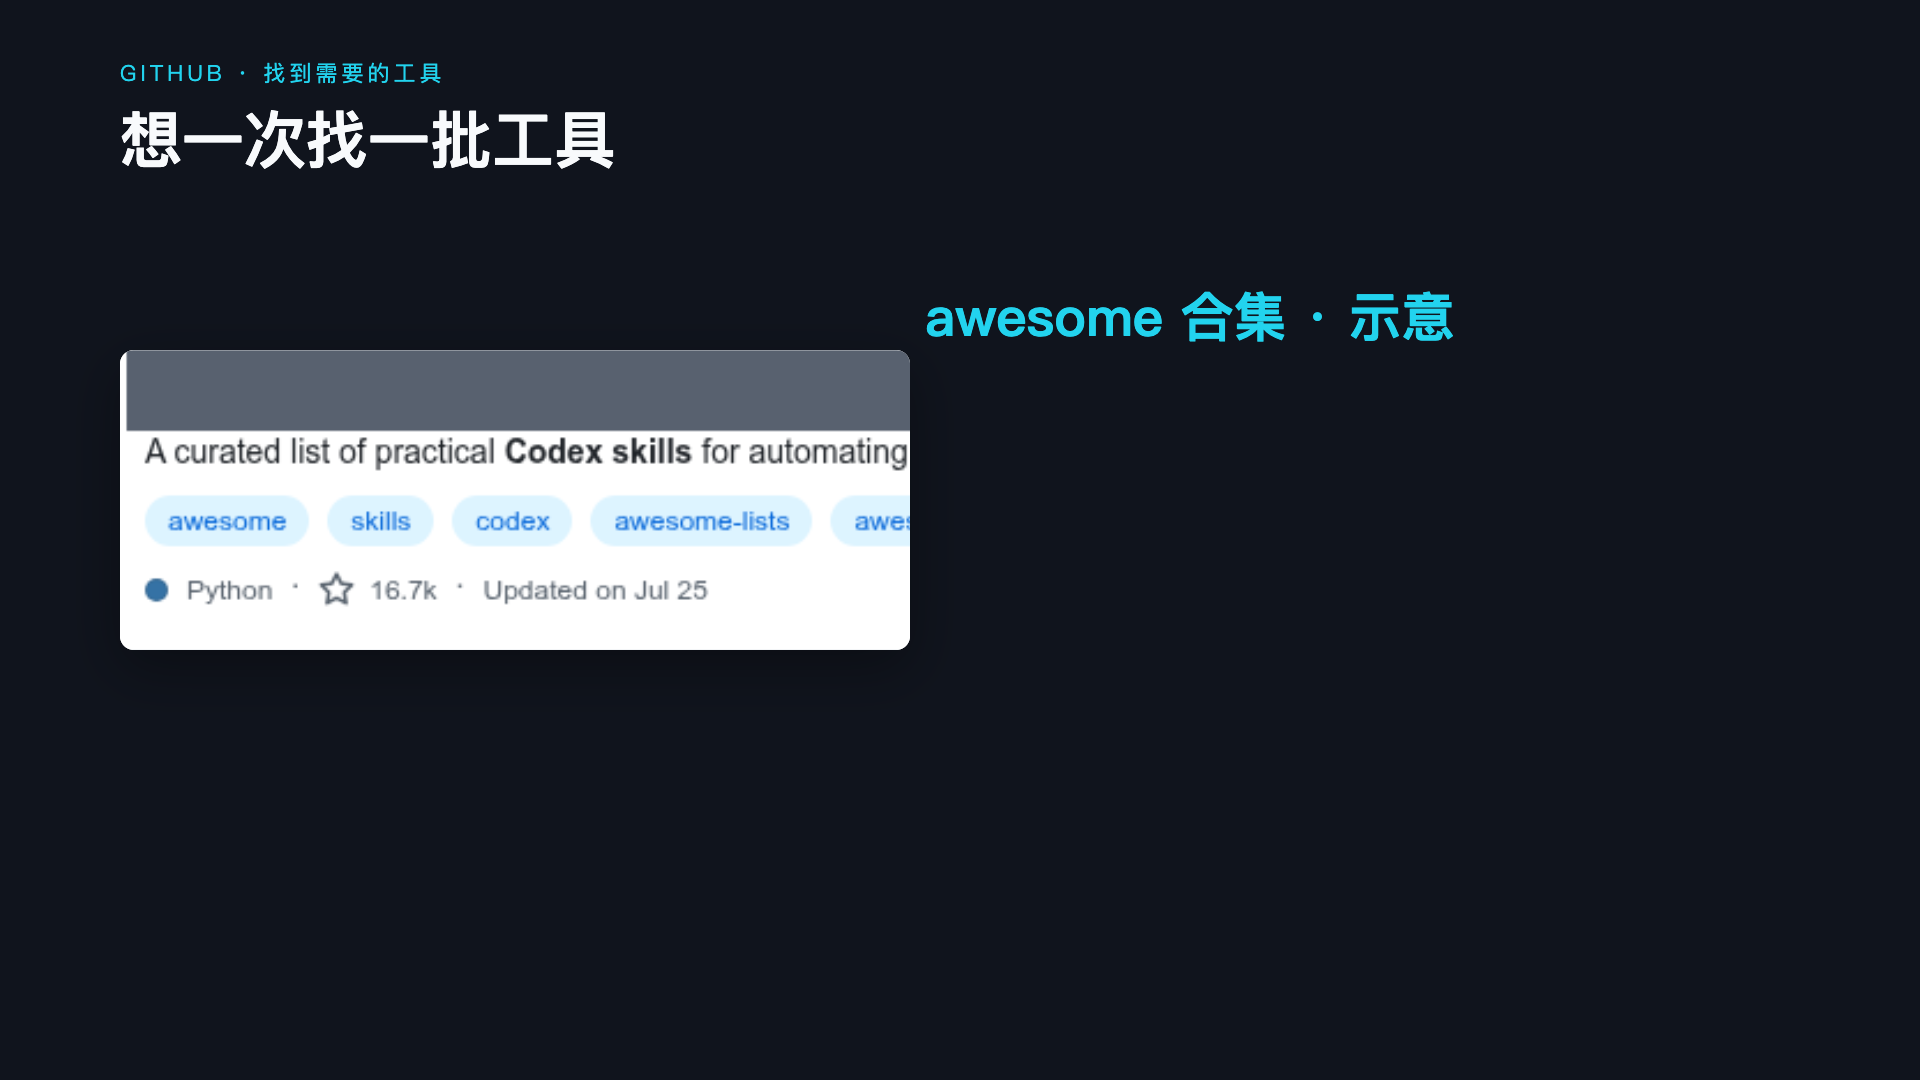 GITHUB · 找到需要的工具
想一次找一批工具
awesome 合集 · 示意
A curated list of practical Codex skills for automating
awesome skills codex awesome-lists awes
Python · 16.7k · Updated on Jul 25